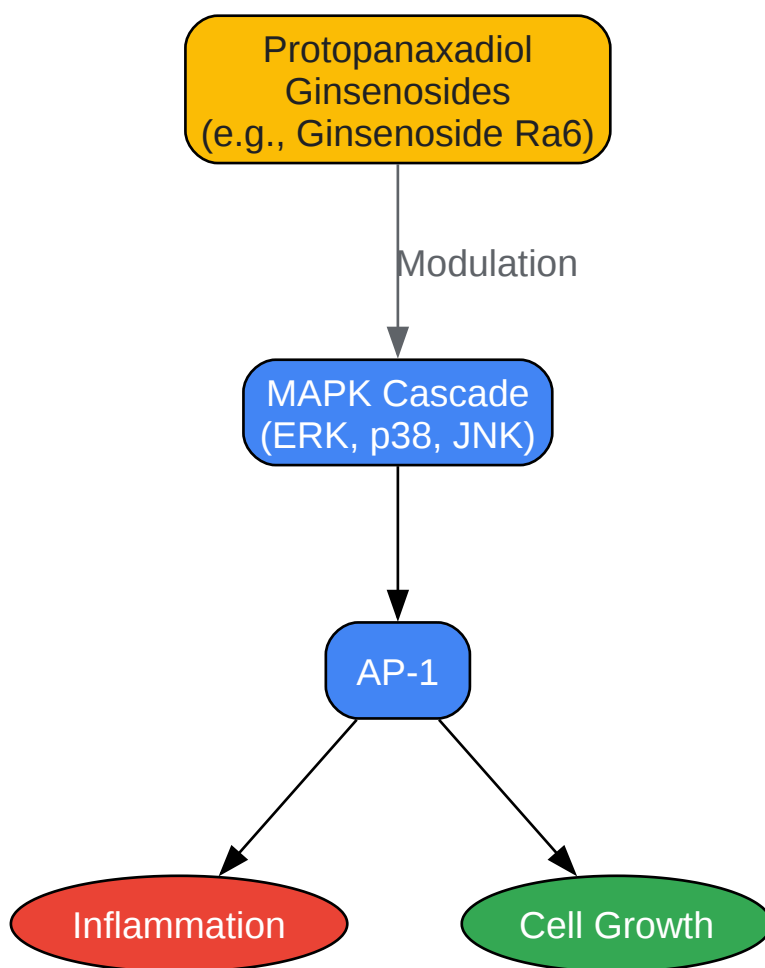 Protopanaxadiol
Ginsenosides
(e.g., Ginsenoside Ra6)
Modulation
MAPK Cascade
(ERK, p38, JNK)
AP-1
Inflammation
Cell Growth